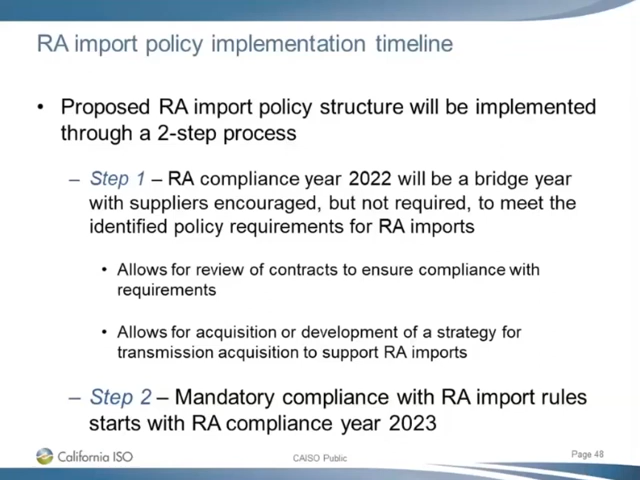 RA import policy implementation timeline
• Proposed RA import policy structure will be implemented
through a 2-step process
– Step 1 – RA compliance year 2022 will be a bridge year
with suppliers encouraged, but not required, to meet the
identified policy requirements for RA imports
• Allows for review of contracts to ensure compliance with
requirements
• Allows for acquisition or development of a strategy for
transmission acquisition to support RA imports
– Step 2 – Mandatory compliance with RA import rules
starts with RA compliance year 2023
California ISO
CAISO Public
Page 48